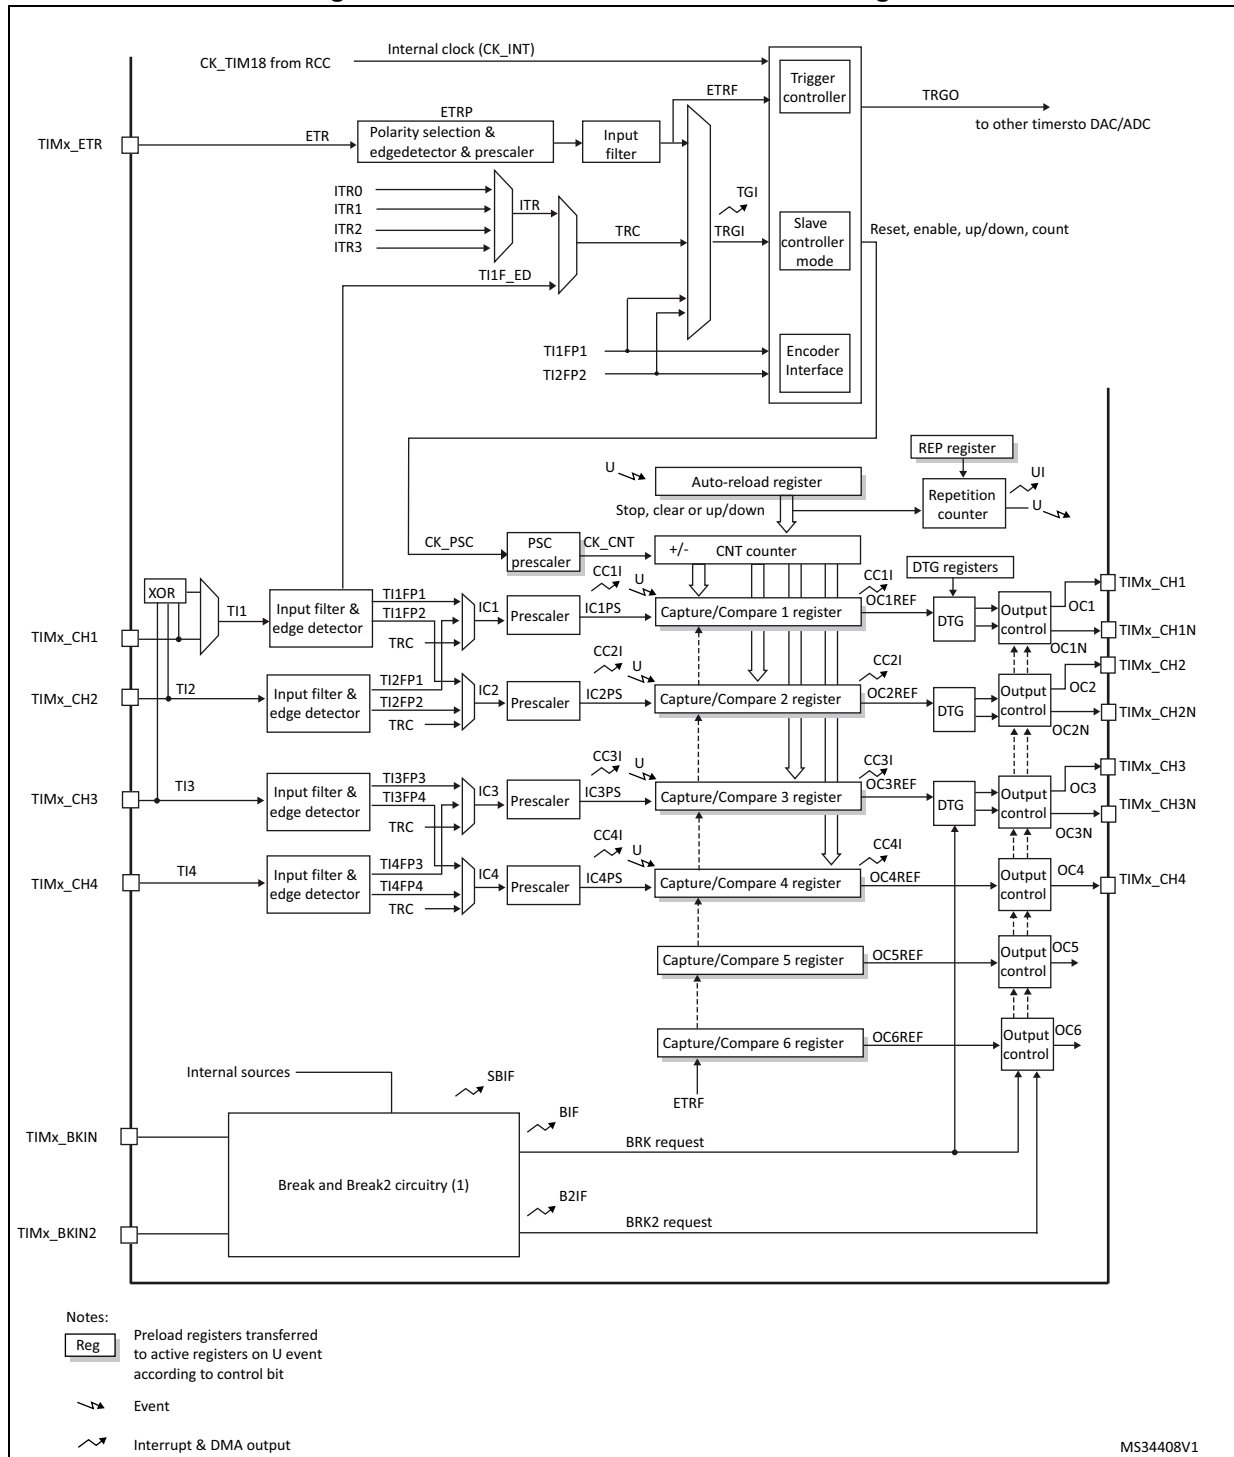 Internal clock (CK_INT)
CK_TIM18 from RCC
Trigger
controller
ETRF
TRGO
to other timersto DAC/ADC
ETRP
TIMx_ETR
ETR
Polarity selection &
edgedetector & prescaler
Input
filter
ITR0
ITR1
ITR2
ITR3
ITR
TRC
TGI
TRGI
Slave
controller
mode
Reset, enable, up/down, count
TI1F_ED
TI1FP1
TI2FP2
Encoder
Interface
REP register
U
Auto-reload register
UI
Repetition
counter
U
Stop, clear or up/down
CK_PSC
PSC
prescaler
CK_CNT
+/-
CNT counter
DTG registers
XOR
TIMx_CH1
TI1
Input filter &
edge detector
TI1FP1
TI1FP2
TRC
IC1
Prescaler
IC1PS
CC1I
U
Capture/Compare 1 register
CC1I
OC1REF
DTG
Output
control
OC1
TIMx_CH1
TIMx_CH1N
OC1N
TIMx_CH2
TI2
Input filter &
edge detector
TI2FP1
TI2FP2
TRC
IC2
Prescaler
IC2PS
CC2I
U
Capture/Compare 2 register
CC2I
OC2REF
DTG
Output
control
TIMx_CH2
OC2
TIMx_CH2N
OC2N
TIMx_CH3
TI3
Input filter &
edge detector
TI3FP3
TI3FP4
TRC
IC3
Prescaler
IC3PS
CC3I
U
Capture/Compare 3 register
CC3I
OC3REF
DTG
Output
control
TIMx_CH3
OC3
TIMx_CH3N
OC3N
TIMx_CH4
TI4
Input filter &
edge detector
TI4FP3
TI4FP4
TRC
IC4
Prescaler
IC4PS
CC4I
U
Capture/Compare 4 register
CC4I
OC4REF
Output
control
OC4
TIMx_CH4
Capture/Compare 5 register
OC5REF
Output
control
OC5
Capture/Compare 6 register
OC6REF
Output
control
OC6
ETRF
Internal sources
SBIF
TIMx_BKIN
BIF
BRK request
Break and Break2 circuitry (1)
B2IF
TIMx_BKIN2
BRK2 request
Notes:
Reg
Preload registers transferred
to active registers on U event
according to control bit
Event
Interrupt & DMA output
MS34408V1